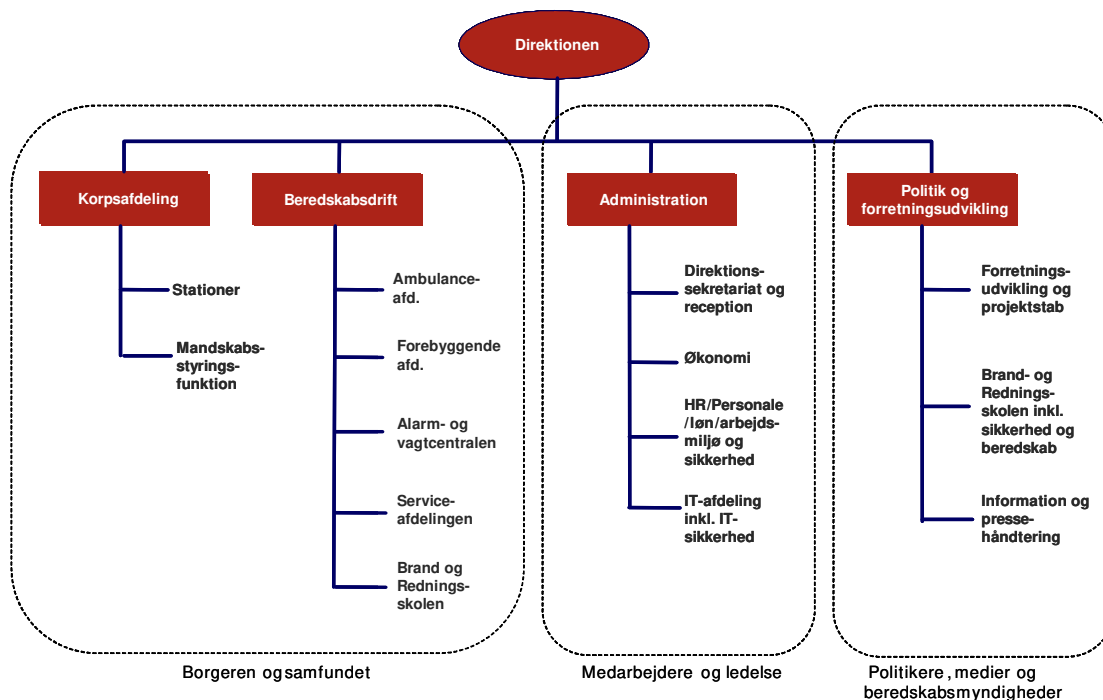 Direktionen
Korpsafdeling
Stationer
Mandskabs-
styrings-
funktion
Beredskabsdrift
Ambulance-
afd.
Forebyggende
afd.
Alarm- og
vagtcentralen
Service-
afdelingen
Brand og
Rednings-
skolen
Borgeren og samfundet
Administration
Direktions-
sekretariat og
reception
Økonomi
HR/Personale
/løn/arbejds-
miljø og
sikkerhed
IT-afdeling
inkl. IT-
sikkerhed
Medarbejdere og ledelse
Politik og
forretningsudvikling
Forretnings-
udvikling og
projektstab
Brand- og
Rednings-
skolen inkl.
sikkerhed og
beredskab
Information og
presse-
håndtering
Politikere, medier og
beredskabsmyndigheder